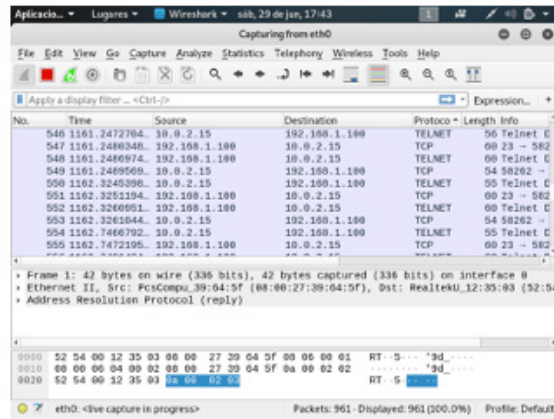 Aplicacio... Lugares Wireshark sáb, 29 de jun, 17:43 1
Capturing from eth0
File Edit View Go Capture Analyze Statistics Telephony Wireless Tools Help
Apply a display filter ... <Ctrl-/> Expression... +
No. Time Source Destination Protoco Length Info
546 1161.2472704… 10.0.2.15 192.168.1.100 TELNET 56 Telnet D
547 1161.2480348… 192.168.1.100 10.0.2.15 TCP 60 23 → 582
548 1161.2486974… 192.168.1.100 10.0.2.15 TELNET 60 Telnet D
549 10.0.2.15 192.168.1.100 TCP 54 58262 →
550 10.0.2.15 192.168.1.100 TELNET 55 Telnet D
551 1162.3251194… 192.168.1.100 10.0.2.15 TCP 60 23 → 582
552 192.168.1.100 10.0.2.15 TELNET 60 Telnet D
553 1162.3261044… 10.0.2.15 192.168.1.100 TCP 54 58262 →
554 1162.7466792… 10.0.2.15 192.168.1.100 TELNET 55 Telnet D
555 1162.7472195… 192.168.1.100 10.0.2.15 TCP 60 23 → 582
Frame 1: 42 bytes on wire (336 bits), 42 bytes captured (336 bits) on interface 0
Ethernet II, Src: PcsCompu_39:64:5f (08:00:27:39:64:5f), Dst: RealtekU_12:35:03 (52:54
Address Resolution Protocol (reply)
0000 52 54 00 12 35 03 08 00 27 39 64 5f 08 06 00 01 RT··5··· '9d_····
0010 08 00 06 04 00 02 08 00 27 39 64 5f 0a 00 02 02 ········ '9d_····
0020 52 54 00 12 35 03 0a 00 02 03 RT··5··· ··
eth0: <live capture in progress> Packets: 961 · Displayed: 961 (100.0%) Profile: Default